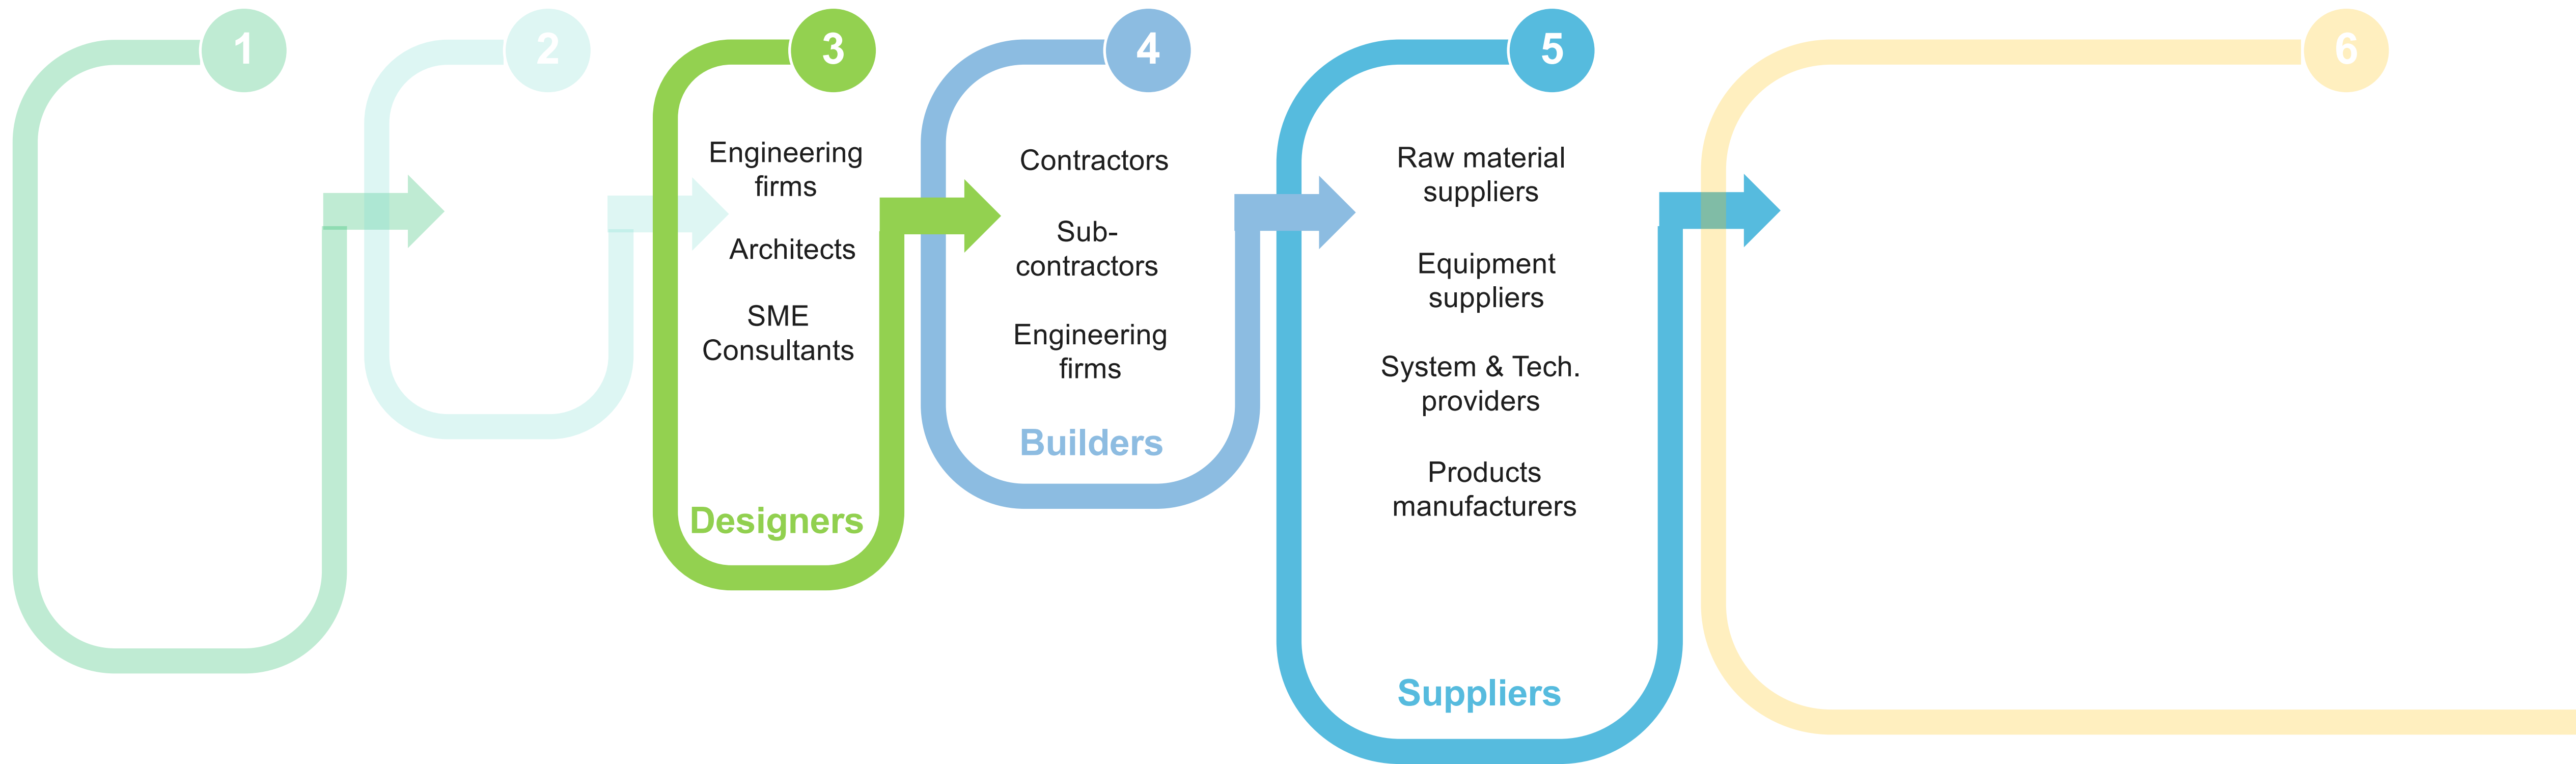 1
2
3
4
5
6
Engineering
firms
Architects
SME
Consultants
Designers
Contractors
Sub-
contractors
Engineering
firms
Builders
Raw material
suppliers
Equipment
suppliers
System & Tech.
providers
Products
manufacturers
Suppliers